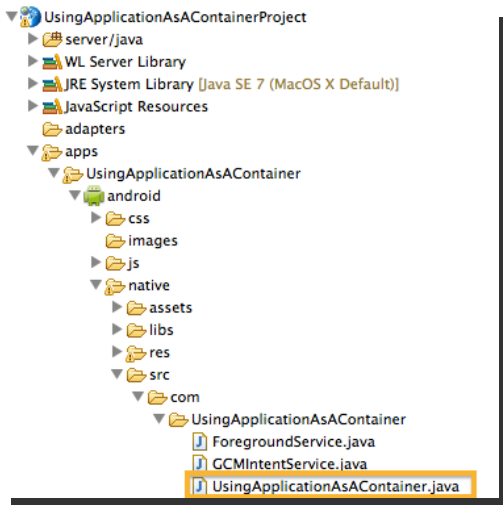 UsingApplicationAsAContainerProject
server/java
WL Server Library
JRE System Library [Java SE 7 (MacOS X Default)]
JavaScript Resources
adapters
apps
UsingApplicationAsAContainer
android
css
images
js
native
assets
libs
res
src
com
UsingApplicationAsAContainer
ForegroundService.java
GCMIntentService.java
UsingApplicationAsAContainer.java